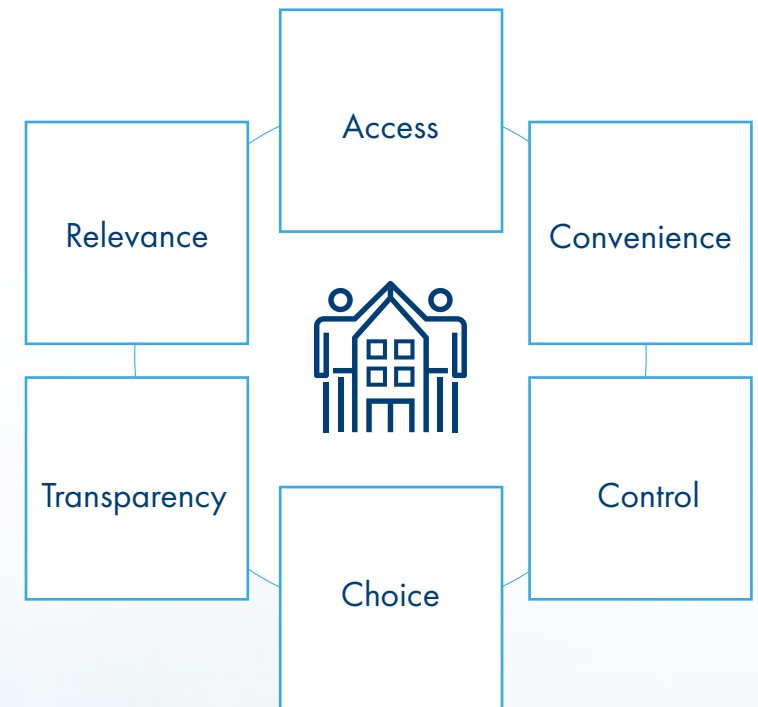 Access
Convenience
Control
Choice
Transparency
Relevance